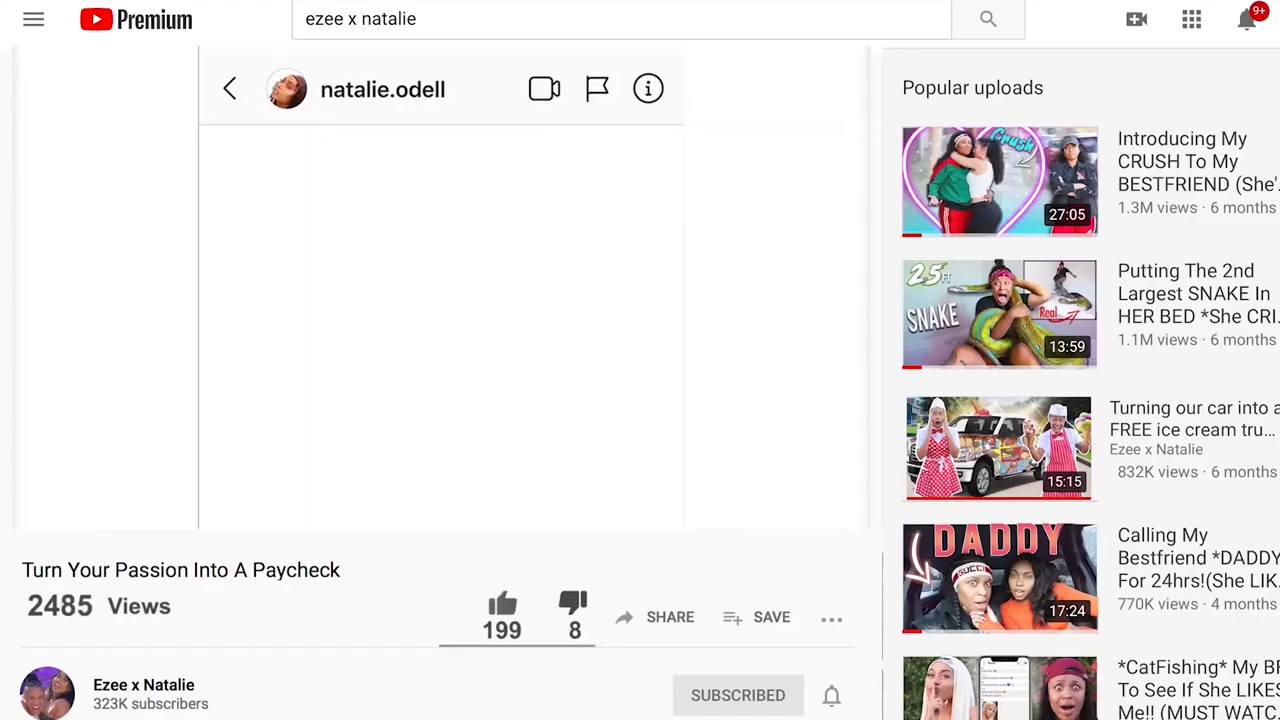 Premium
ezee x natalie
9+
natalie.odell
Turn Your Passion Into A Paycheck
2485 Views
199
8
SHARE
SAVE
Ezee x Natalie
323K subscribers
SUBSCRIBED
Popular uploads
Crush
27:05
Introducing My
CRUSH To My
BESTFRIEND (She'.
1.3M views · 6 months
25FT
SNAKE
Real
13:59
Putting The 2nd
Largest SNAKE In
HER BED *She CRI.
1.1M views · 6 months
15:15
Turning our car into a
FREE ice cream tru...
Ezee x Natalie
832K views · 6 months
DADDY
GUCCI
17:24
Calling My
Bestfriend *DADDY
For 24hrs!(She LIK.
770K views · 4 months
*CatFishing* My BE
To See If She LIKES
Me!! (MUST WATC.